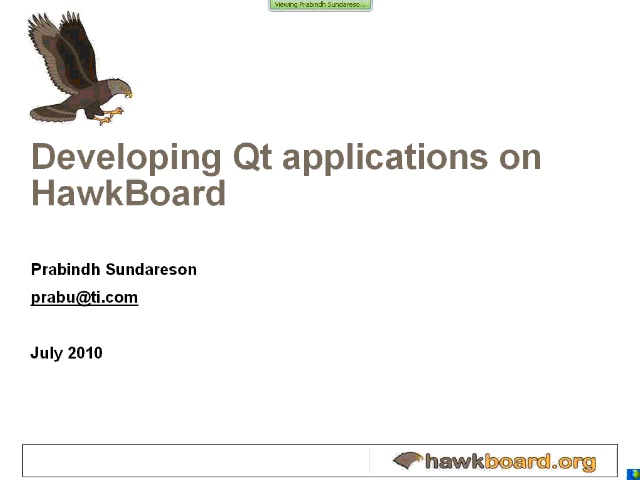 Viewing Prabindh Sundareso...
Developing Qt applications on
HawkBoard
Prabindh Sundareson
prabu@ti.com
July 2010
hawkboard.org